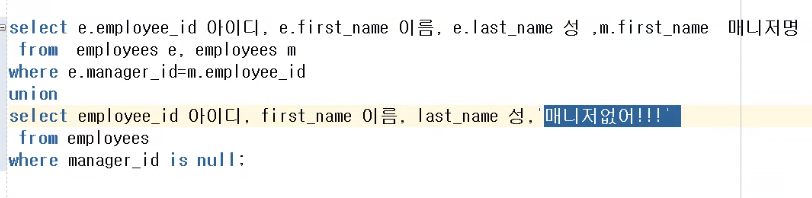 select e.employee_id 아이디, e.first_name 이름, e.last_name 성 ,m.first_name  매니저명
from  employees e, employees m
where e.manager_id=m.employee_id
union
select employee_id 아이디, first_name 이름, last_name 성,'매니저없어!!!'
from employees
where manager_id is null;